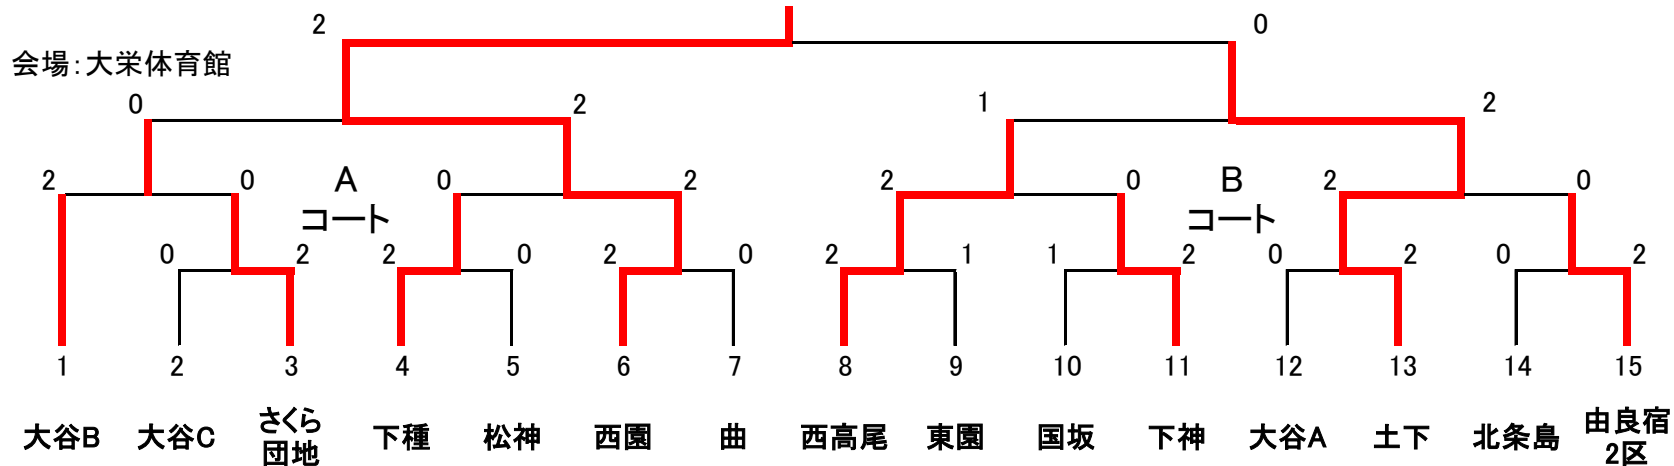 2 0
会場:大栄体育館
0 2 1 2
2 0 A 0 2 2 0 B 2 0
コート コート
0 2 2 0 2 0 2 1 1 2 0 2 0 2
1 2 3 4 5 6 7 8 9 10 11 12 13 14 15
大谷B 大谷C さくら団地 下種 松神 西園 曲 西高尾 東園 国坂 下神 大谷A 土下 北条島 由良宿2区